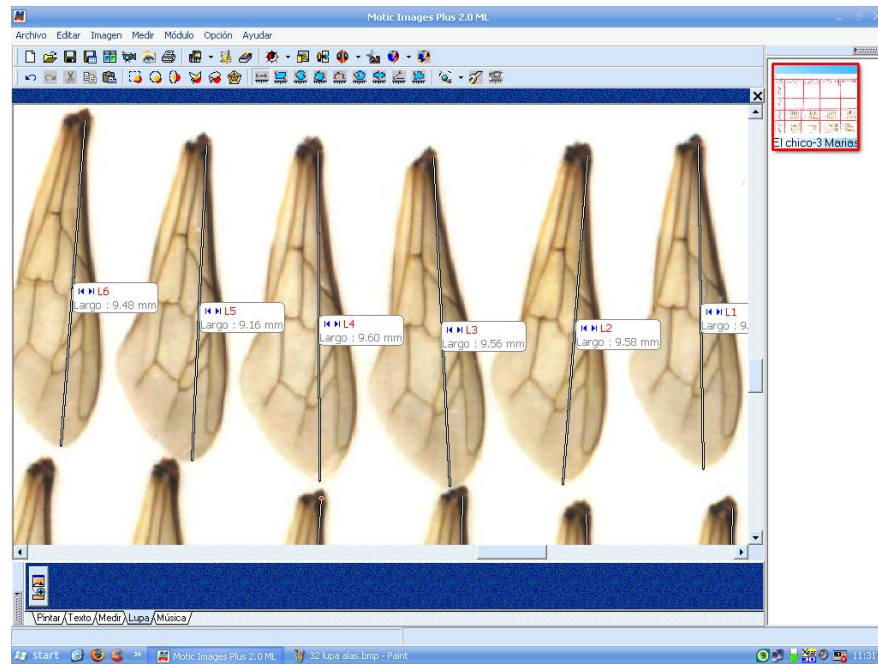 Motic Images Plus 2.0 ML
Archivo Editar Imagen Medir Módulo Opción Ayudar
El chico-3 Marias
L6
Largo : 9.48 mm
L5
Largo : 9.16 mm
L4
Largo : 9.60 mm
L3
Largo : 9.56 mm
L2
Largo : 9.58 mm
L1
Largo : 9.
Pintar Texto Medir Lupa Música
start » Motic Images Plus 2.0 ML 32 lupa alas.bmp - Paint 11:31